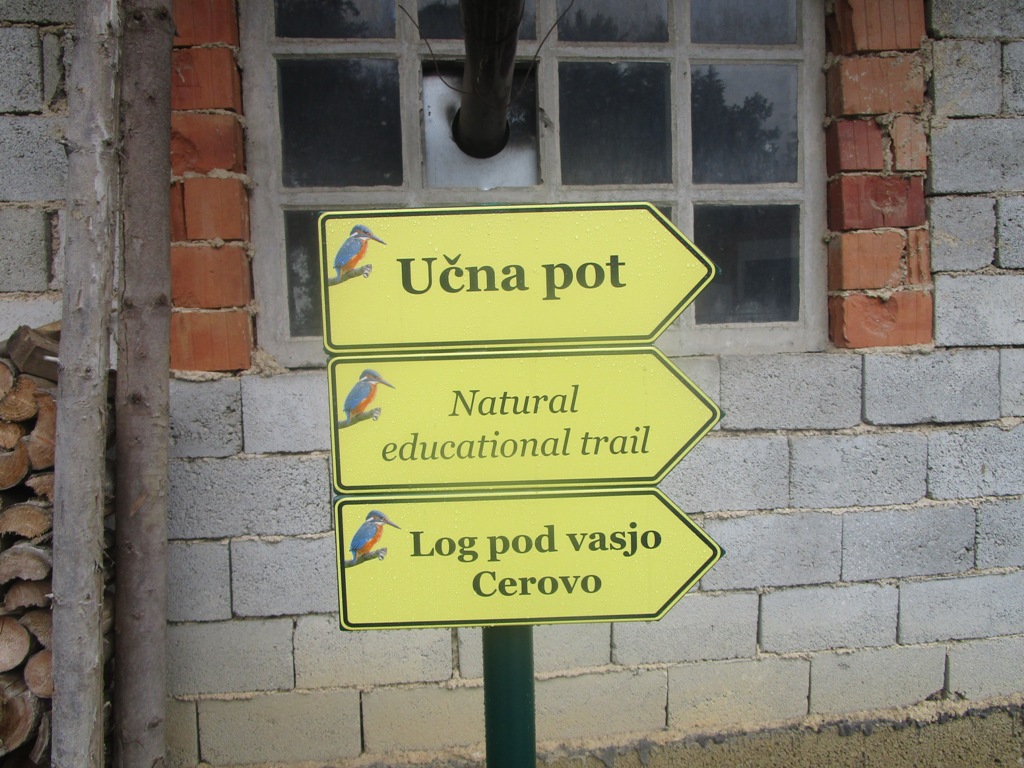 Učna pot
Natural
educational trail
Log pod vasjo
Cerovo